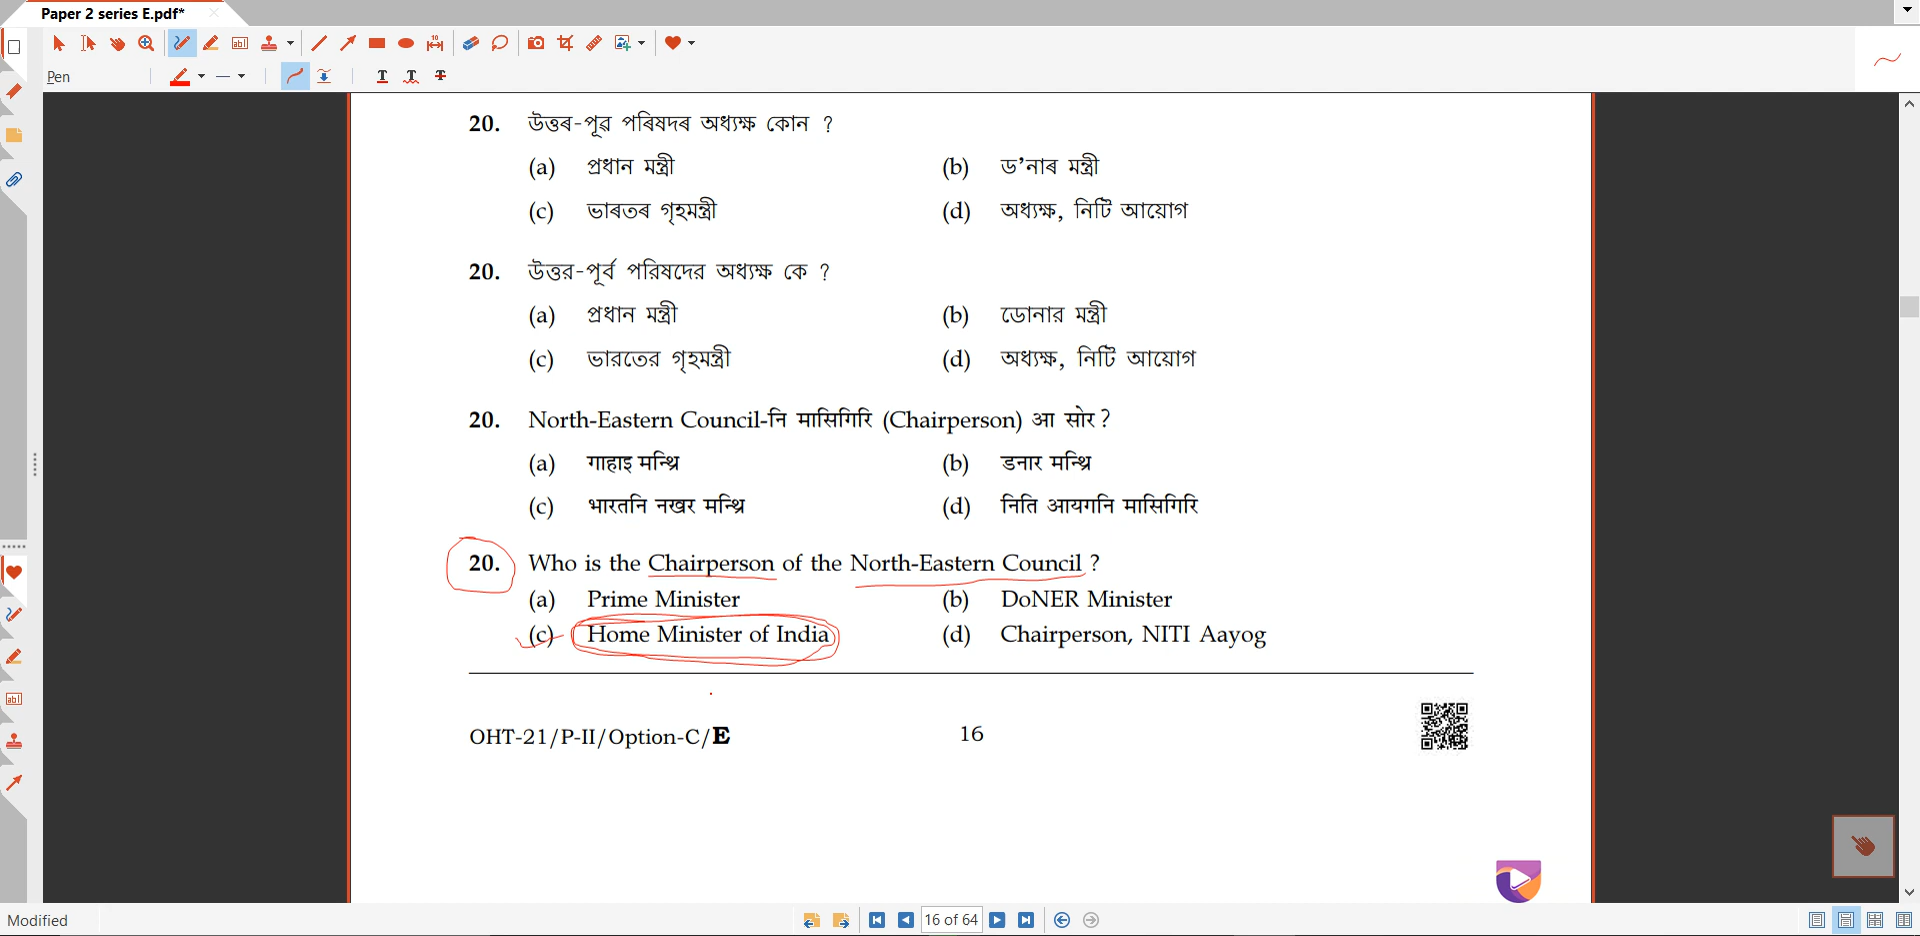 Paper 2 series E.pdf*
Pen
20. উত্তৰ-পূৱ পৰিষদৰ অধ্যক্ষ কোন ?
(a) প্ৰধান মন্ত্ৰী (b) ড’নাৰ মন্ত্ৰী
(c) ভাৰতৰ গৃহমন্ত্ৰী (d) অধ্যক্ষ, নিটি আয়োগ
20. উত্তর-পূর্ব পরিষদের অধ্যক্ষ কে ?
(a) প্রধান মন্ত্রী (b) ডোনার মন্ত্রী
(c) ভারতের গৃহমন্ত্রী (d) অধ্যক্ষ, নিটি আয়োগ
20. North-Eastern Council-नि मासिगिरि (Chairperson) आ सोर ?
(a) गाहाइ मन्थ्रि (b) डनार मन्थ्रि
(c) भारतनि नखर मन्थ्रि (d) निति आयगनि मासिगिरि
20. Who is the Chairperson of the North-Eastern Council ?
(a) Prime Minister (b) DoNER Minister
(c) Home Minister of India (d) Chairperson, NITI Aayog
OHT-21/P-II/Option-C/E 16
Modified 16 of 64